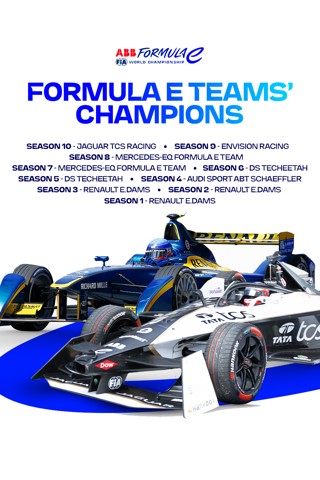 ABB FORMULA E
FIA WORLD CHAMPIONSHIP
FORMULA E TEAMS'
CHAMPIONS
SEASON 10 - JAGUAR TCS RACING • SEASON 9 - ENVISION RACING
SEASON 8 - MERCEDES-EQ FORMULA E TEAM
SEASON 7 - MERCEDES-EQ FORMULA E TEAM • SEASON 6 - DS TECHEETAH
SEASON 5 - DS TECHEETAH • SEASON 4 - AUDI SPORT ABT SCHAEFFLER
SEASON 3 - RENAULT E.DAMS • SEASON 2 - RENAULT E.DAMS
SEASON 1 - RENAULT E.DAMS
RENAULT
RICHARD MILLE
TATA
tcs
TATA
tcs
Dow
FIA
HANKOOK